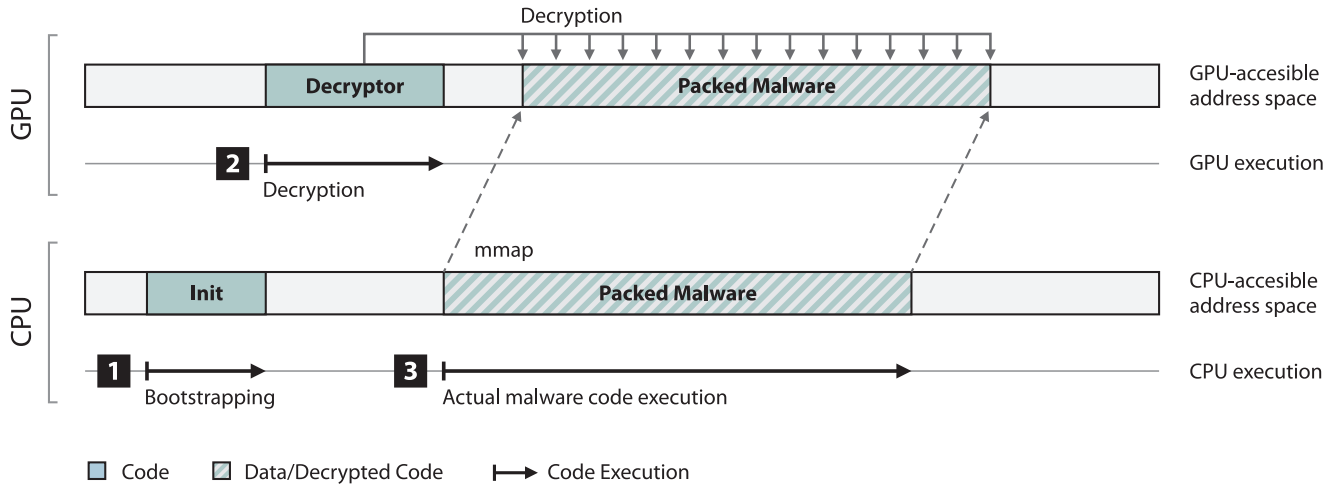 Decryption
GPU
Decryptor
Packed Malware
GPU-accesible
address space
2
GPU execution
Decryption
mmap
CPU
Init
Packed Malware
CPU-accesible
address space
1
3
CPU execution
Bootstrapping
Actual malware code execution
Code
Data/Decrypted Code
Code Execution